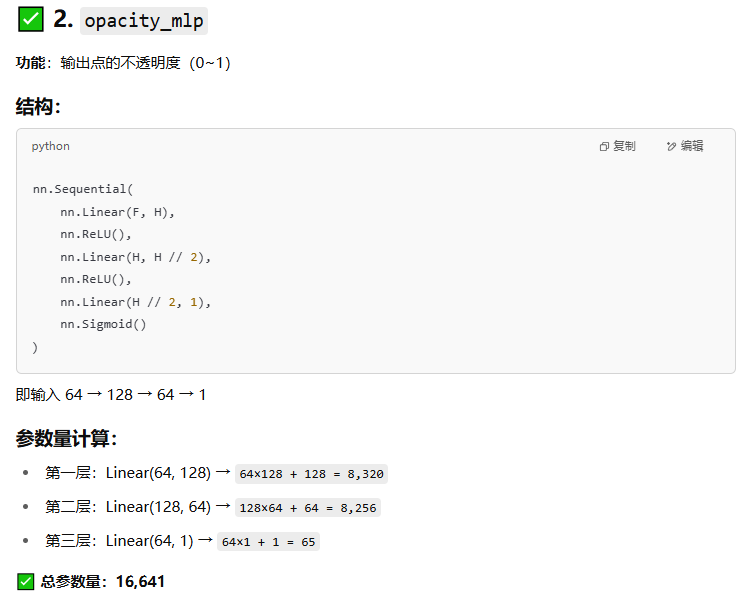 ✅ 2. opacity_mlp
功能：输出点的不透明度（0~1）
结构：
python 复制 编辑
nn.Sequential(
    nn.Linear(F, H),
    nn.ReLU(),
    nn.Linear(H, H // 2),
    nn.ReLU(),
    nn.Linear(H // 2, 1),
    nn.Sigmoid()
)
即输入 64 → 128 → 64 → 1
参数量计算：
• 第一层：Linear(64, 128) → 64×128 + 128 = 8,320
• 第二层：Linear(128, 64) → 128×64 + 64 = 8,256
• 第三层：Linear(64, 1) → 64×1 + 1 = 65
✅ 总参数量：16,641